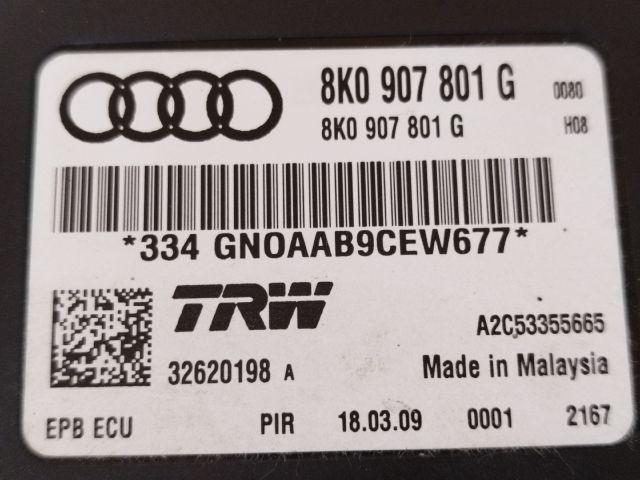 8K0 907 801 G 0080
8K0 907 801 G H08
*334 GN0AAB9CEW677*
TRW
A2C53355665
32620198 A Made in Malaysia
EPB ECU PIR 18.03.09 0001 2167